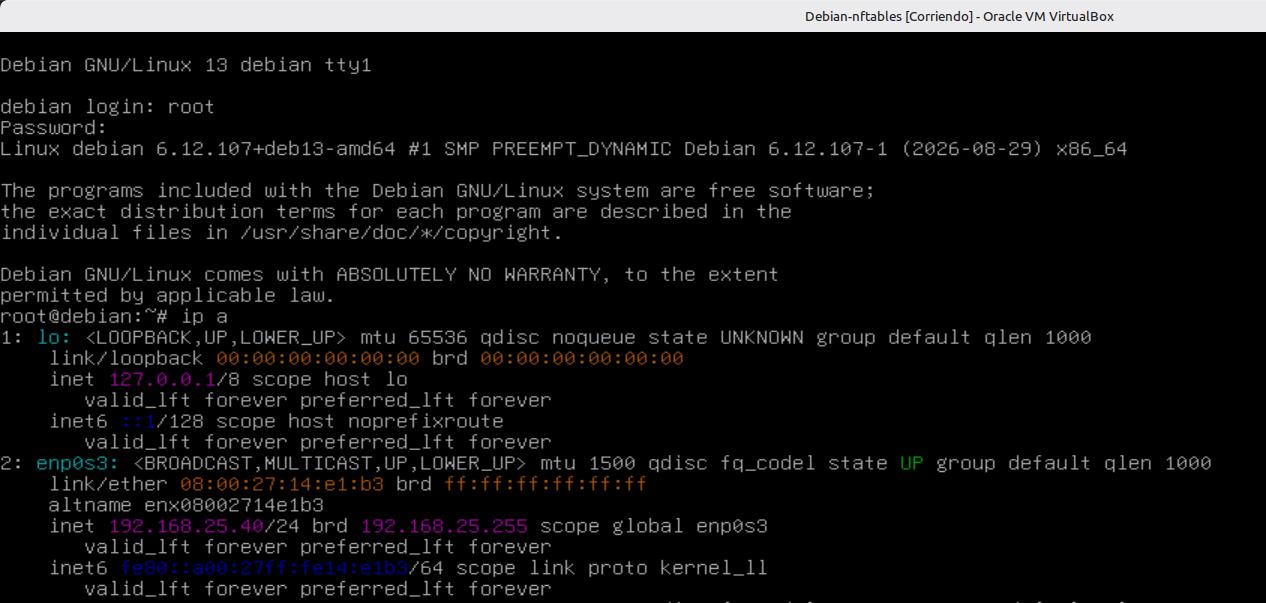 Debian-nftables [Corriendo] - Oracle VM VirtualBox
Debian GNU/Linux 13 debian tty1
debian login: root
Password:
Linux debian 6.12.107+deb13-amd64 #1 SMP PREEMPT_DYNAMIC Debian 6.12.107-1 (2026-08-29) x86_64
The programs included with the Debian GNU/Linux system are free software;
the exact distribution terms for each program are described in the
individual files in /usr/share/doc/*/copyright.
Debian GNU/Linux comes with ABSOLUTELY NO WARRANTY, to the extent
permitted by applicable law.
root@debian:~# ip a
1: lo: <LOOPBACK,UP,LOWER_UP> mtu 65536 qdisc noqueue state UNKNOWN group default qlen 1000
link/loopback 00:00:00:00:00:00 brd 00:00:00:00:00:00
inet 127.0.0.1/8 scope host lo
valid_lft forever preferred_lft forever
inet6 ::1/128 scope host noprefixroute
valid_lft forever preferred_lft forever
2: enp0s3: <BROADCAST,MULTICAST,UP,LOWER_UP> mtu 1500 qdisc fq_codel state UP group default qlen 1000
link/ether 08:00:27:14:e1:b3 brd ff:ff:ff:ff:ff:ff
altname enx08002714e1b3
inet 192.168.25.40/24 brd 192.168.25.255 scope global enp0s3
valid_lft forever preferred_lft forever
inet6 fe80::a00:27ff:fe14:e1b3/64 scope link proto kernel_ll
valid_lft forever preferred_lft forever